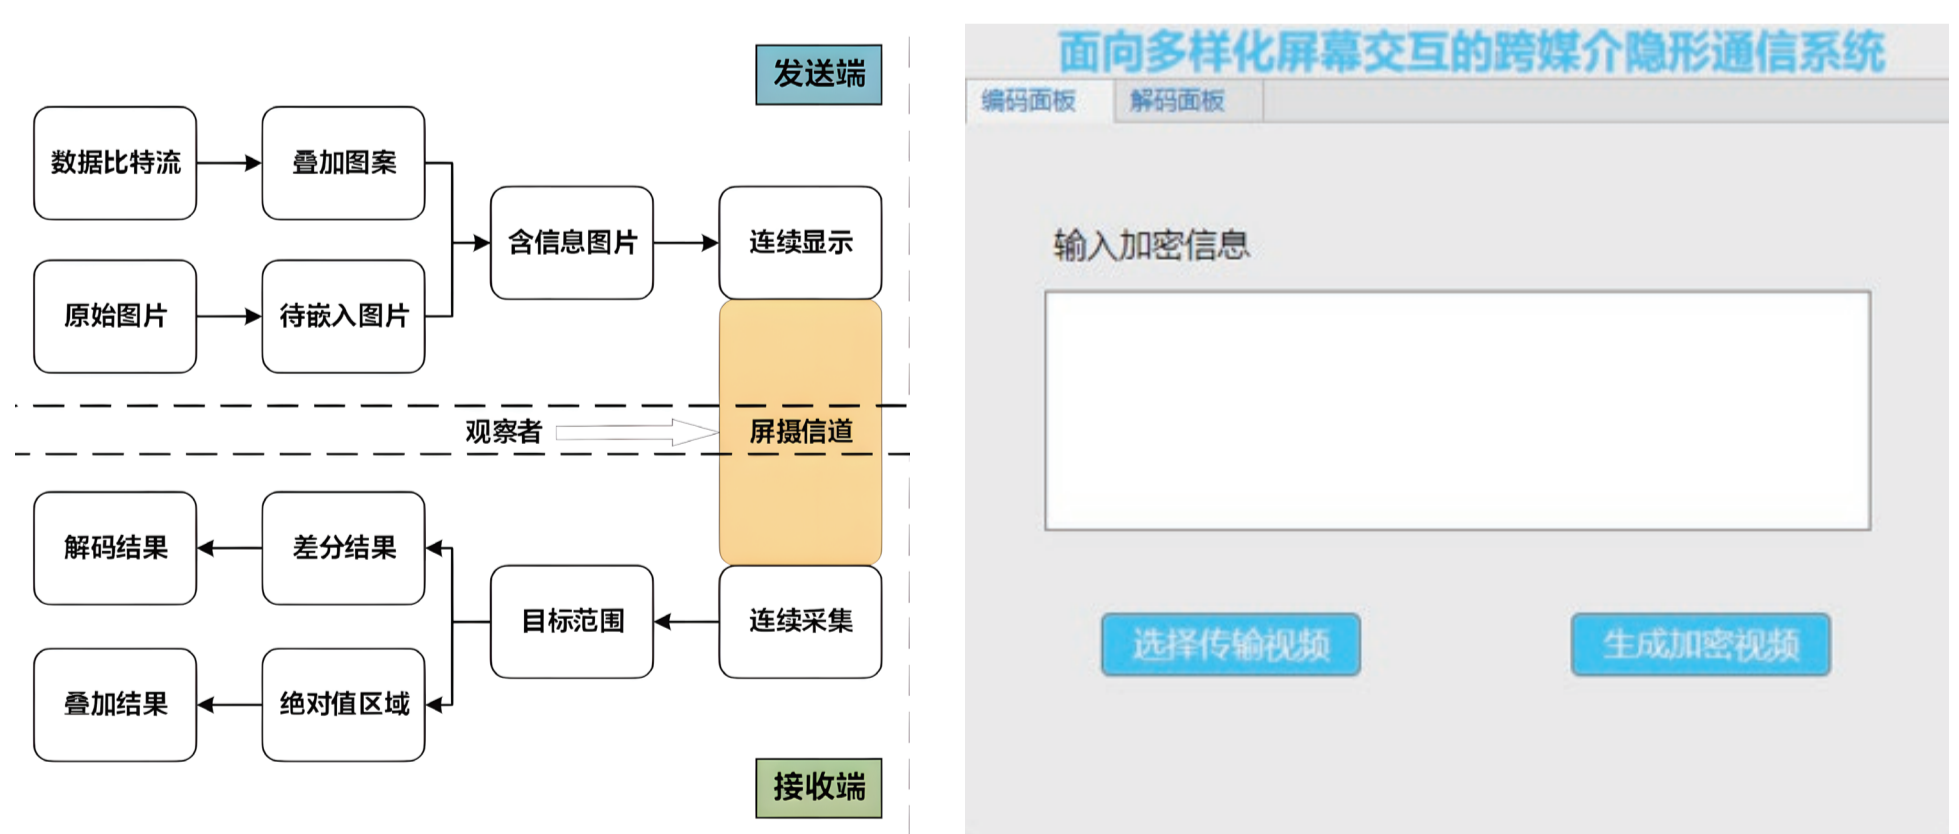 发送端
数据比特流
叠加图案
原始图片
待嵌入图片
含信息图片
连续显示
观察者
屏摄信道
解码结果
差分结果
目标范围
连续采集
叠加结果
绝对值区域
接收端
面向多样化屏幕交互的跨媒介隐形通信系统
编码面板
解码面板
输入加密信息
选择传输视频
生成加密视频